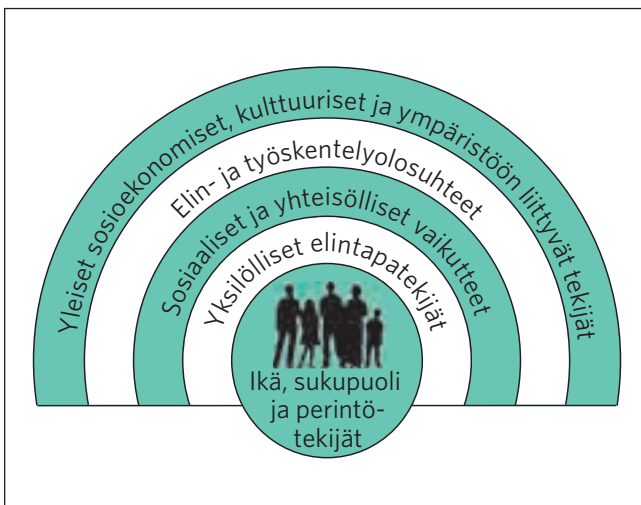 Yleiset sosioekonomiset, kulttuuriset ja ympäristöön liittyvät tekijät
Elin- ja työskentelyolosuhteet
Sosiaaliset ja yhteisölliset vaikutteet
Yksilölliset elintapatekijät
Ikä, sukupuoli
ja perintö-
tekijät